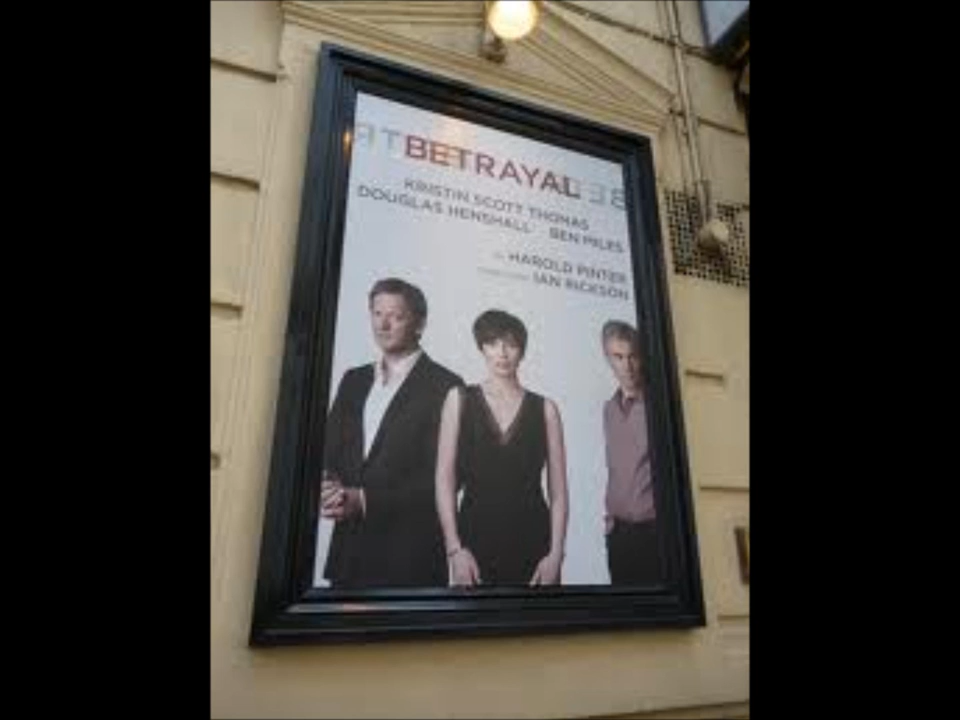 BETRAYAL
KRISTIN SCOTT THOMAS
DOUGLAS HENSHALL BEN MILES
HAROLD PINTER
IAN RICKSON